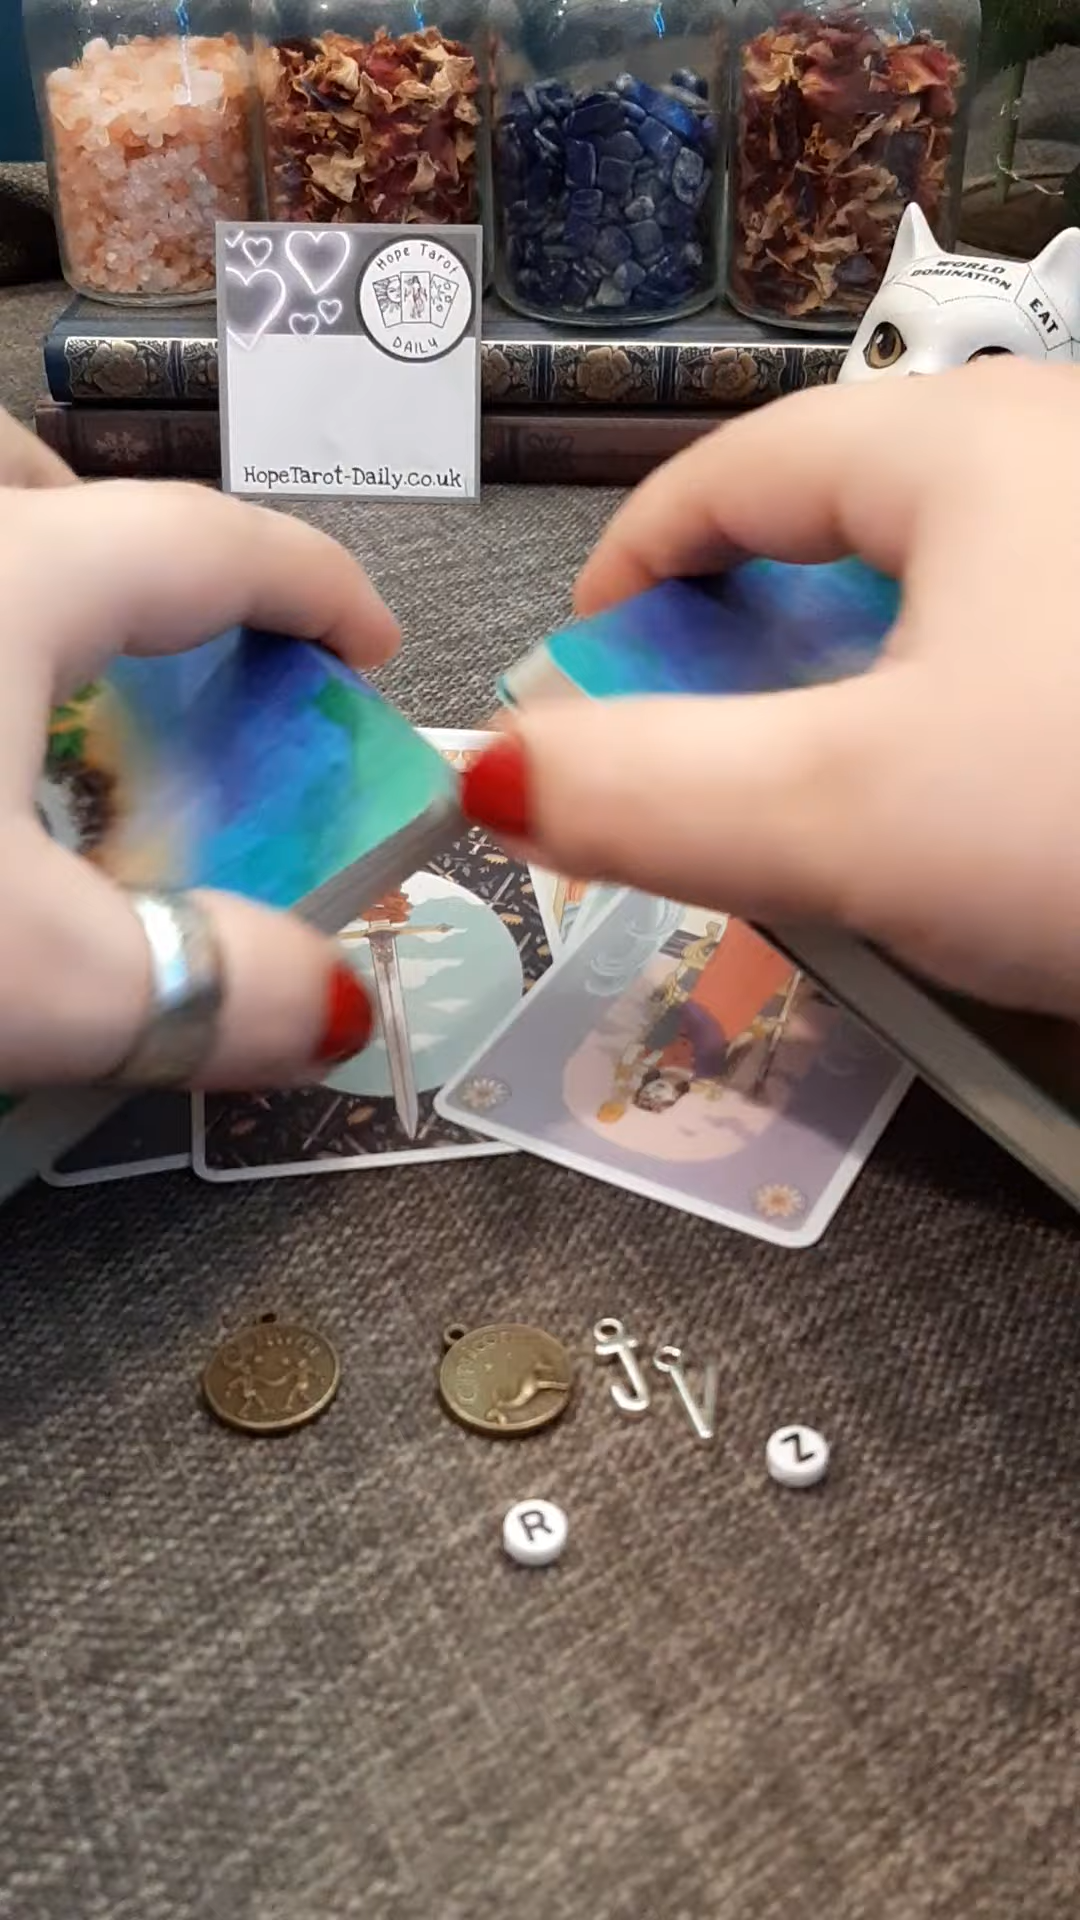 Hope Tarot
DAILY
HopeTarot-Daily.co.uk
WORLD
DOMINATION
EAT
J
V
Z
R